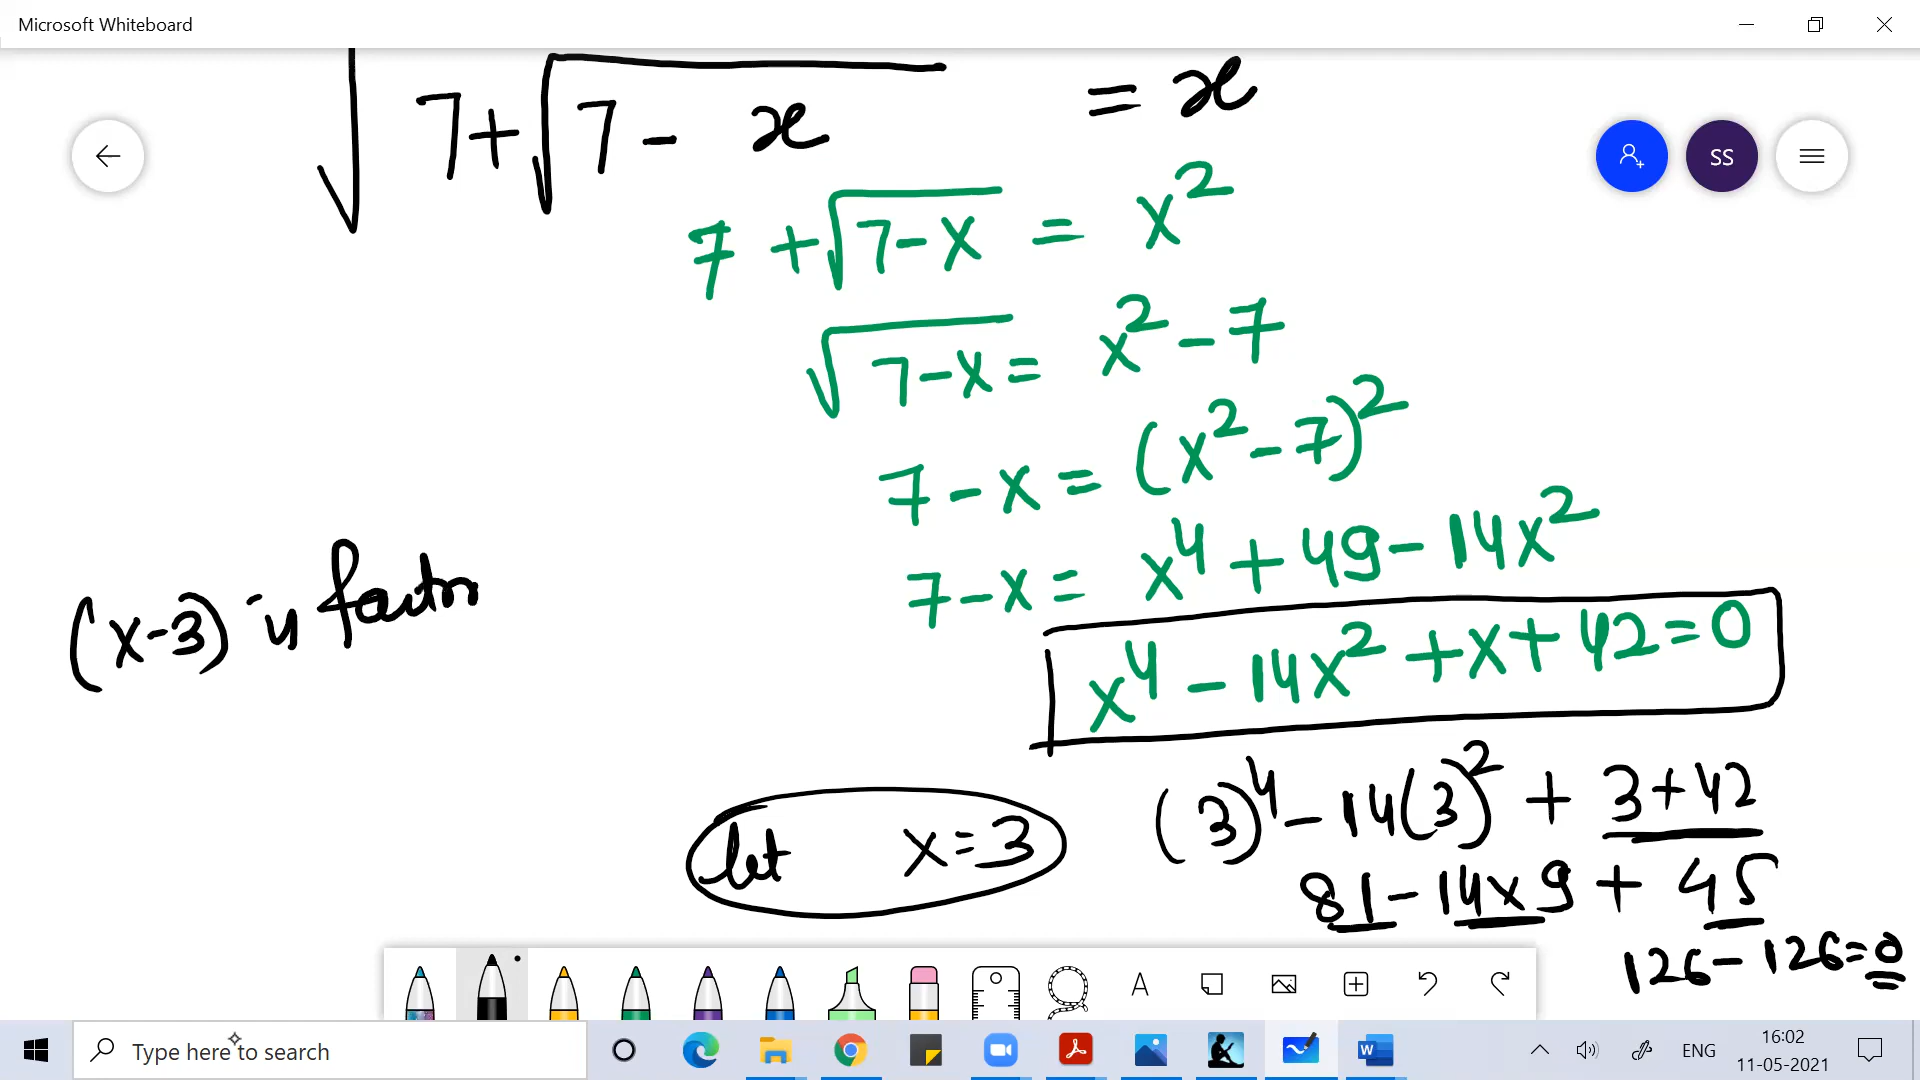 Microsoft Whiteboard
√(7+√(7-x)) = x
SS
7 + √(7-x) = x²
√(7-x) = x² - 7
7 - x = (x² - 7)²
7 - x = x⁴ + 49 - 14x²
(x-3) is factor
x⁴ - 14x² + x + 42 = 0
(3)⁴ - 14(3)² + 3+42
let x = 3
81 - 14x9 + 45
126 - 126 = 0
A
Type here to search
ENG
16:02
11-05-2021